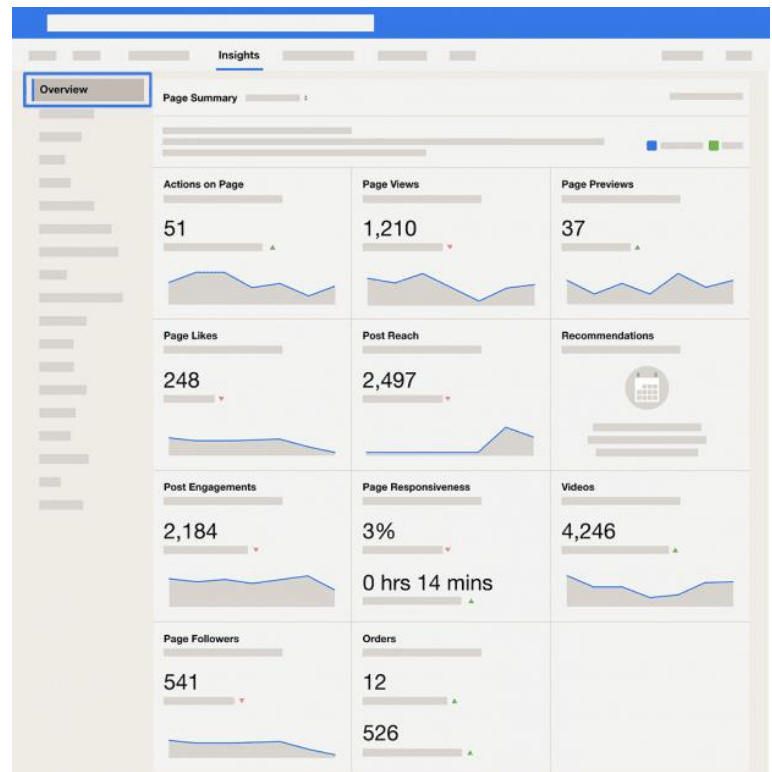 Insights
Overview
Page Summary
Actions on Page
51
Page Views
1,210
Page Previews
37
Page Likes
248
Post Reach
2,497
Recommendations
Post Engagements
2,184
Page Responsiveness
3%
0 hrs 14 mins
Videos
4,246
Page Followers
541
Orders
12
526